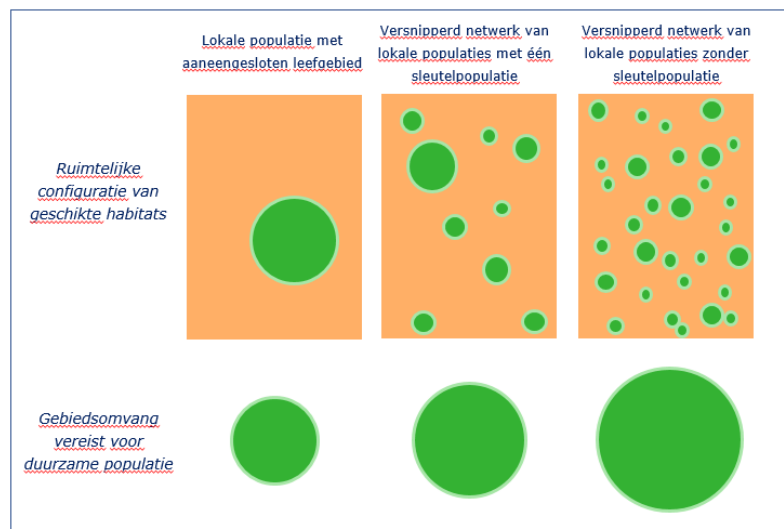 Lokale populatie met
aaneengesloten leefgebied
Versnipperd netwerk van
lokale populaties met één
sleutelpopulatie
Versnipperd netwerk van
lokale populaties zonder
sleutelpopulatie
Ruimtelijke
configuratie van
geschikte habitats
Gebiedsomvang
vereist voor
duurzame populatie